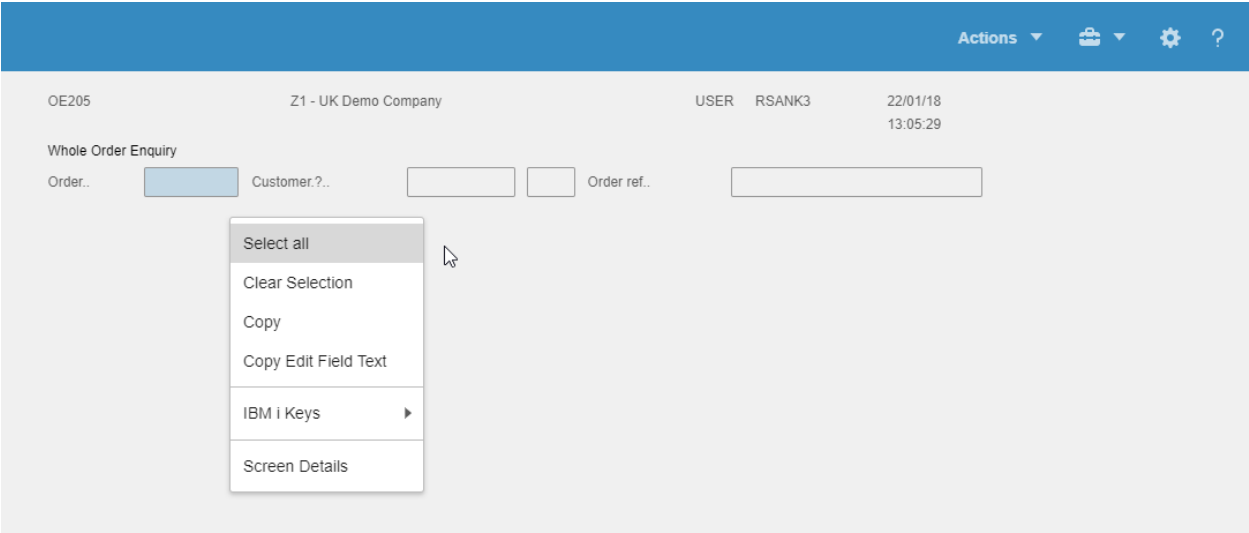 Actions
?
OE205 Z1 - UK Demo Company USER RSANK3 22/01/18
13:05:29
Whole Order Enquiry
Order.. Customer.?.. Order ref..
Select all
Clear Selection
Copy
Copy Edit Field Text
IBM i Keys
Screen Details